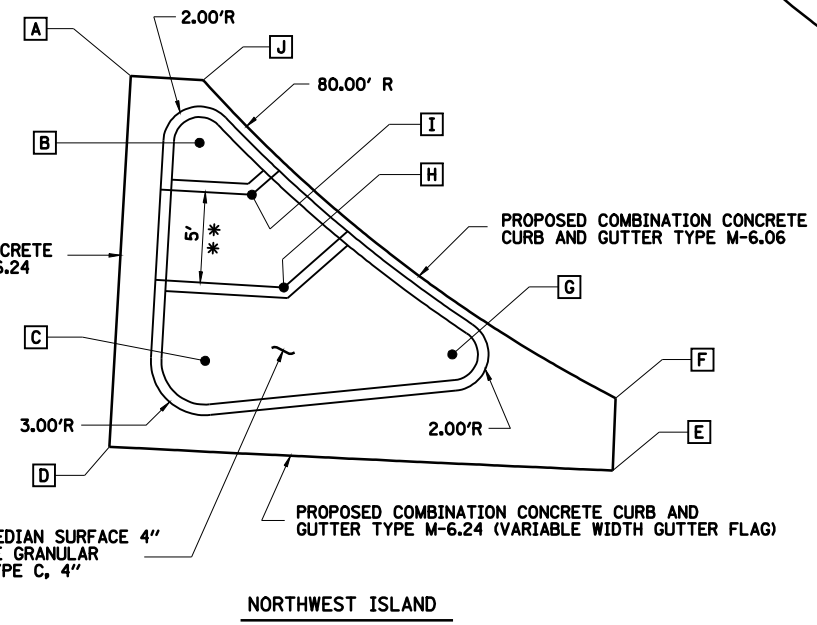 2.00'R
A
J
80.00' R
I
B
H
5'
**
PROPOSED COMBINATION CONCRETE
CURB AND GUTTER TYPE M-6.06
CRETE
6.24
G
C
F
3.00'R
2.00'R
E
D
PROPOSED COMBINATION CONCRETE CURB AND
GUTTER TYPE M-6.24 (VARIABLE WIDTH GUTTER FLAG)
EDIAN SURFACE 4"
E GRANULAR
YPE C, 4"
NORTHWEST ISLAND